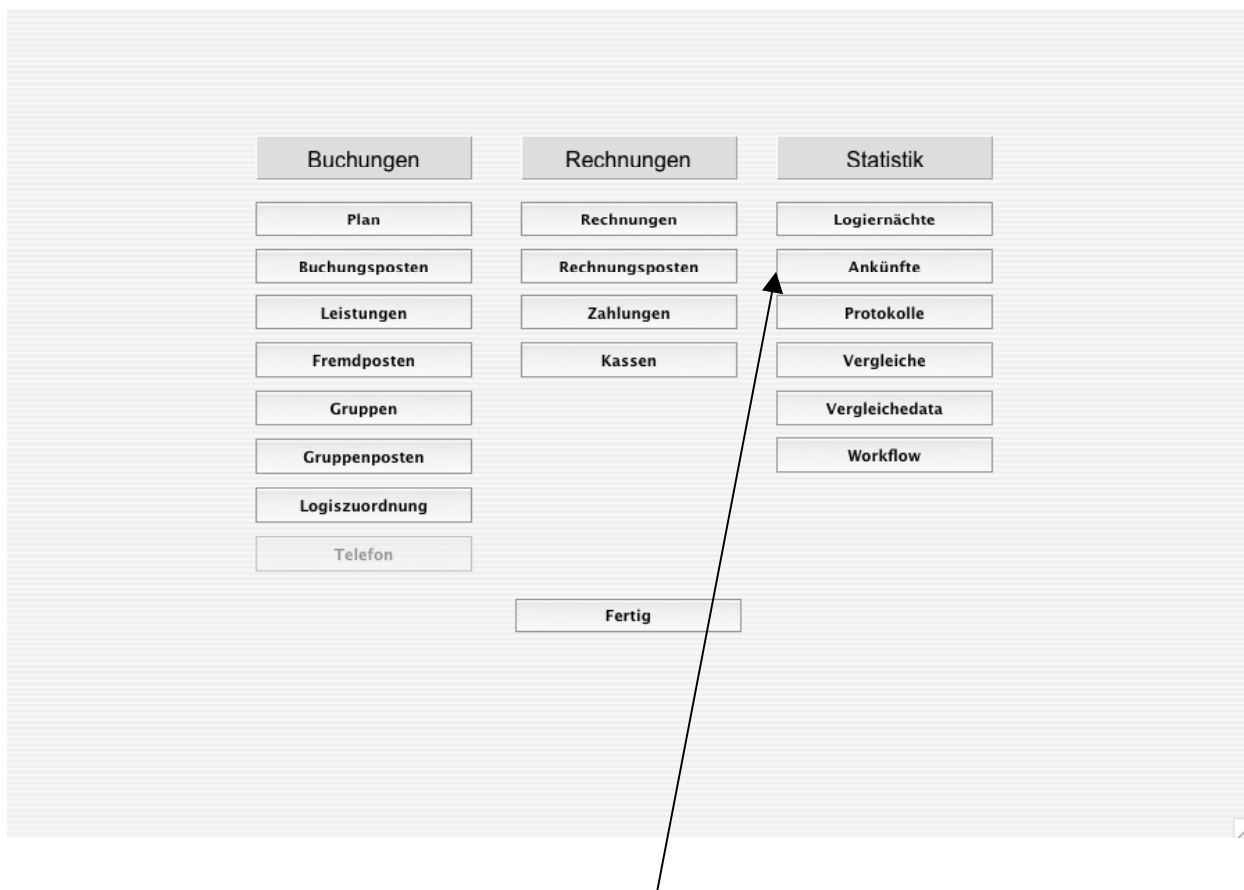 Buchungen
Rechnungen
Statistik
Plan
Rechnungen
Logiernächte
Buchungsposten
Rechnungsposten
Ankünfte
Leistungen
Zahlungen
Protokolle
Fremdposten
Kassen
Vergleiche
Gruppen
Vergleichedata
Gruppenposten
Workflow
Logiszuordnung
Telefon
Fertig